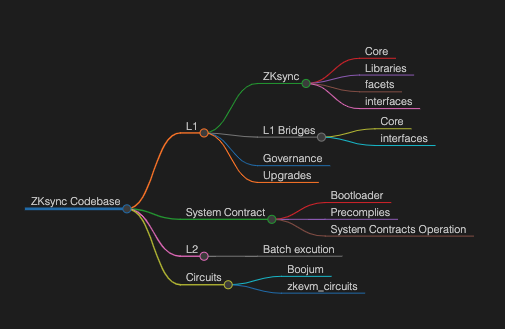 ZKsync Codebase
L1
ZKsync
Core
Libraries
facets
interfaces
L1 Bridges
Core
interfaces
Governance
Upgrades
System Contract
Bootloader
Precomplies
System Contracts Operation
L2
Batch excution
Circuits
Boojum
zkevm_circuits